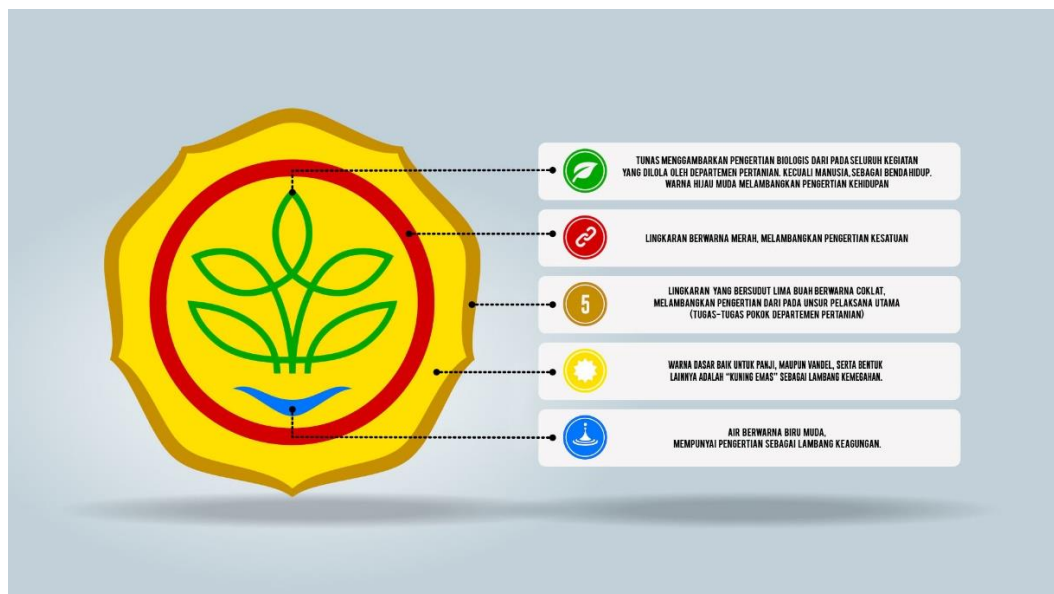 TUNAS MENGGAMBARKAN PENGERTIAN BIOLOGIS DARI PADA SELURUH KEGIATAN
YANG DILOLA OLEH DEPARTEMEN PERTANIAN. KECUALI MANUSIA, SEBAGAI BENDA HIDUP.
WARNA HIJAU MUDA MELAMBANGKAN PENGERTIAN KEHIDUPAN
LINGKARAN BERWARNA MERAH, MELAMBANGKAN PENGERTIAN KESATUAN
5
LINGKARAN YANG BERSUDUT LIMA BUAH BERWARNA COKLAT,
MELAMBANGKAN PENGERTIAN DARI PADA UNSUR PELAKSANA UTAMA
(TUGAS-TUGAS POKOK DEPARTEMEN PERTANIAN)
WARNA DASAR BAIK UNTUK PANJI, MAUPUN VANDEL, SERTA BENTUK
LAINNYA ADALAH "KUNING EMAS" SEBAGAI LAMBANG KEMEGAHAN.
AIR BERWARNA BIRU MUDA,
MEMPUNYAI PENGERTIAN SEBAGAI LAMBANG KEAGUNGAN.